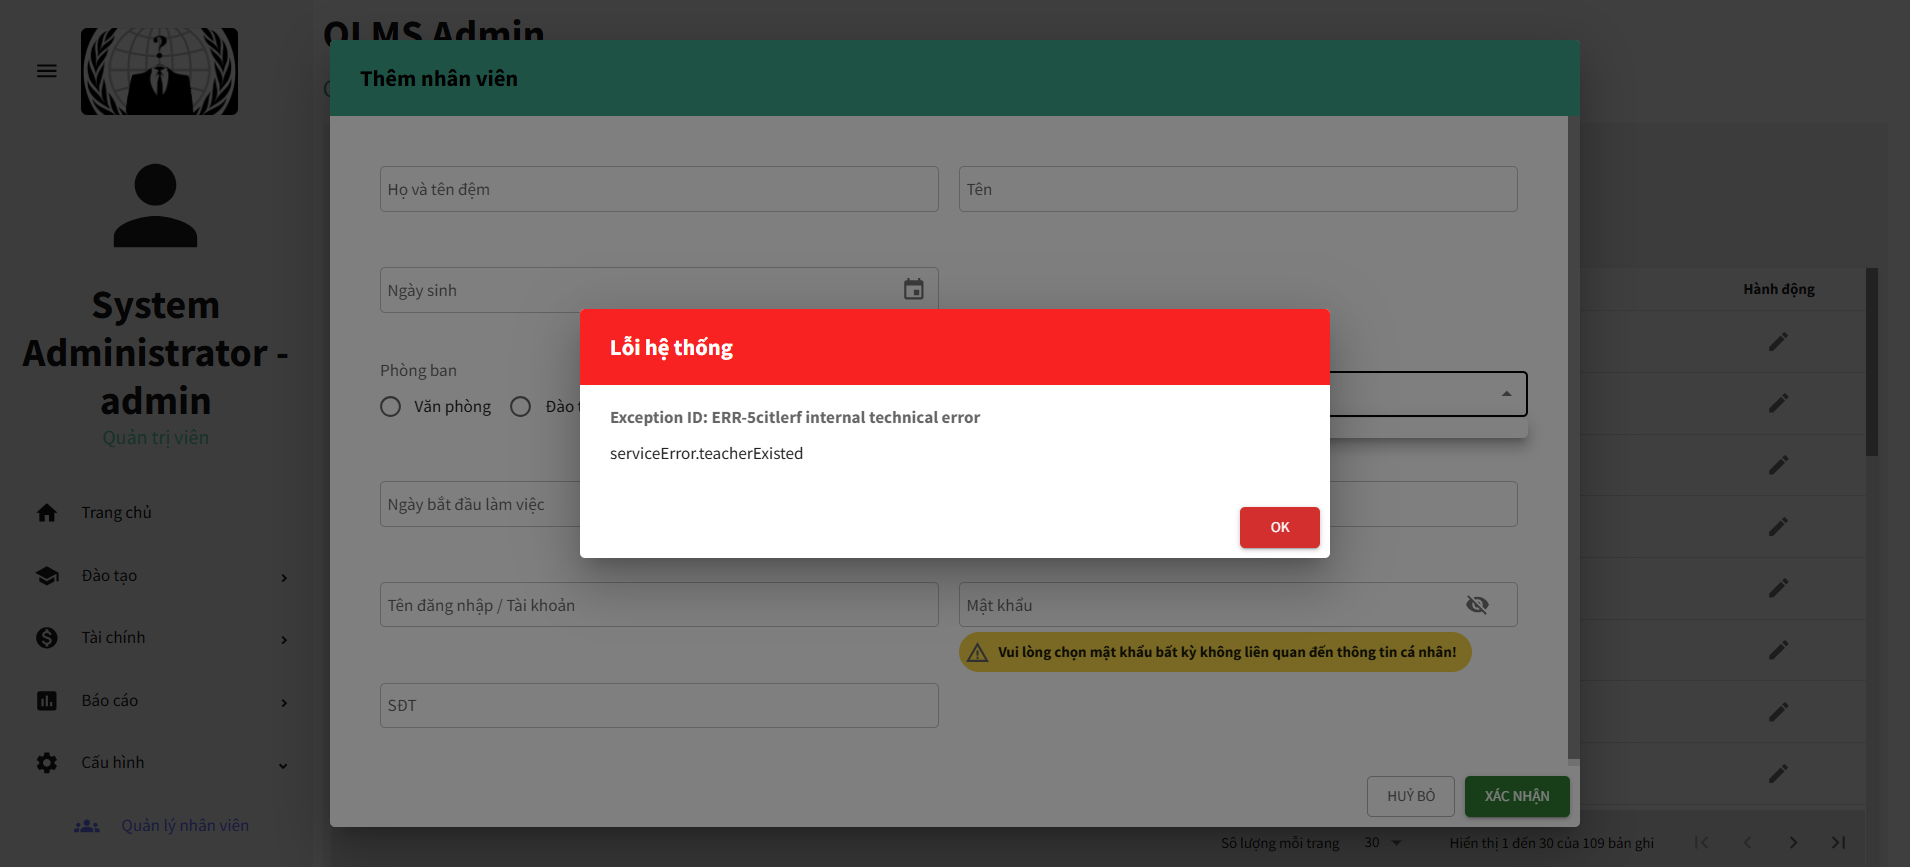 QLMS Admin
Thêm nhân viên
System
Administrator -
admin
Quản trị viên
Trang chủ
Đào tạo
Tài chính
Báo cáo
Cấu hình
Quản lý nhân viên
Họ và tên đệm
Tên
Ngày sinh
Phòng ban
Văn phòng
Đào
Ngày bắt đầu làm việc
Tên đăng nhập / Tài khoản
Mật khẩu
Vui lòng chọn mật khẩu bất kỳ không liên quan đến thông tin cá nhân!
SĐT
HUỶ BỎ
XÁC NHẬN
Lỗi hệ thống
Exception ID: ERR-5citlerf internal technical error
serviceError.teacherExisted
OK
Hành động
Số lượng mỗi trang
30
Hiển thị 1 đến 30 của 109 bản ghi